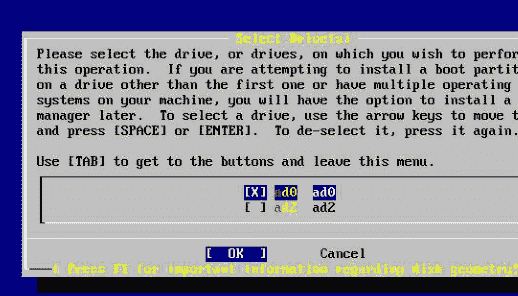 Select Drive(s)
Please select the drive, or drives, on which you wish to perfor
this operation.  If you are attempting to install a boot partit
on a drive other than the first one or have multiple operating
systems on your machine, you will have the option to install a
manager later.  To select a drive, use the arrow keys to move t
and press [SPACE] or [ENTER].  To de-select it, press it again.
Use [TAB] to get to the buttons and leave this menu.
[X] ad0 ad0
[ ] ad2 ad2
[ OK ] Cancel
[ Press F1 for important information regarding disk geometry!